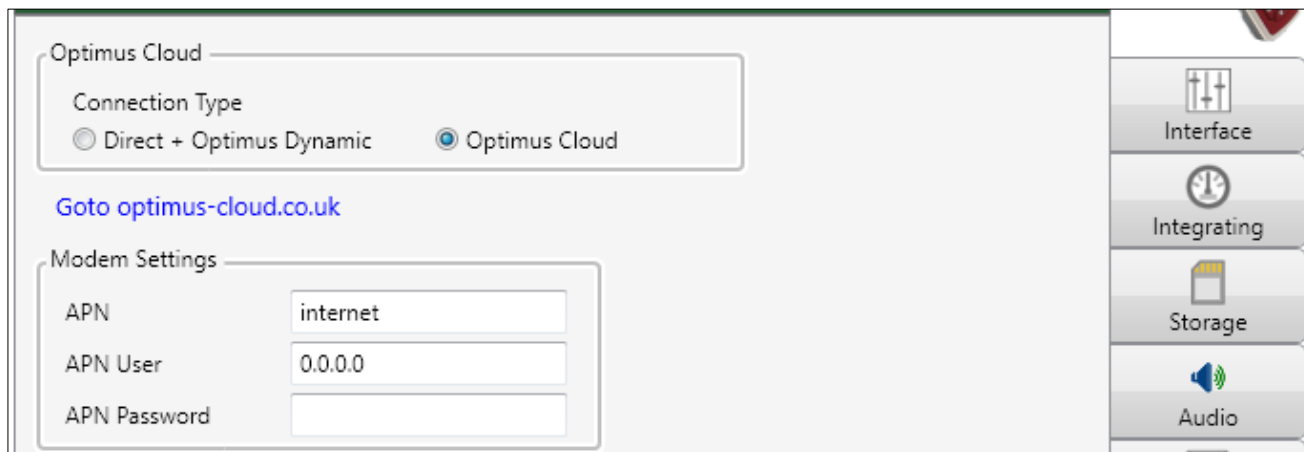 Optimus Cloud
Connection Type
Direct + Optimus Dynamic Optimus Cloud
Goto optimus-cloud.co.uk
Modem Settings
APN internet
APN User 0.0.0.0
APN Password
Interface
Integrating
Storage
Audio